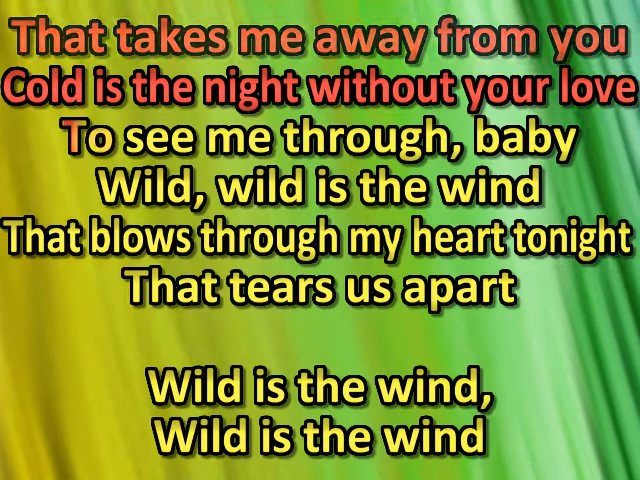 That takes me away from you
Cold is the night without your love
To see me through, baby
Wild, wild is the wind
That blows through my heart tonight
That tears us apart
Wild is the wind,
Wild is the wind